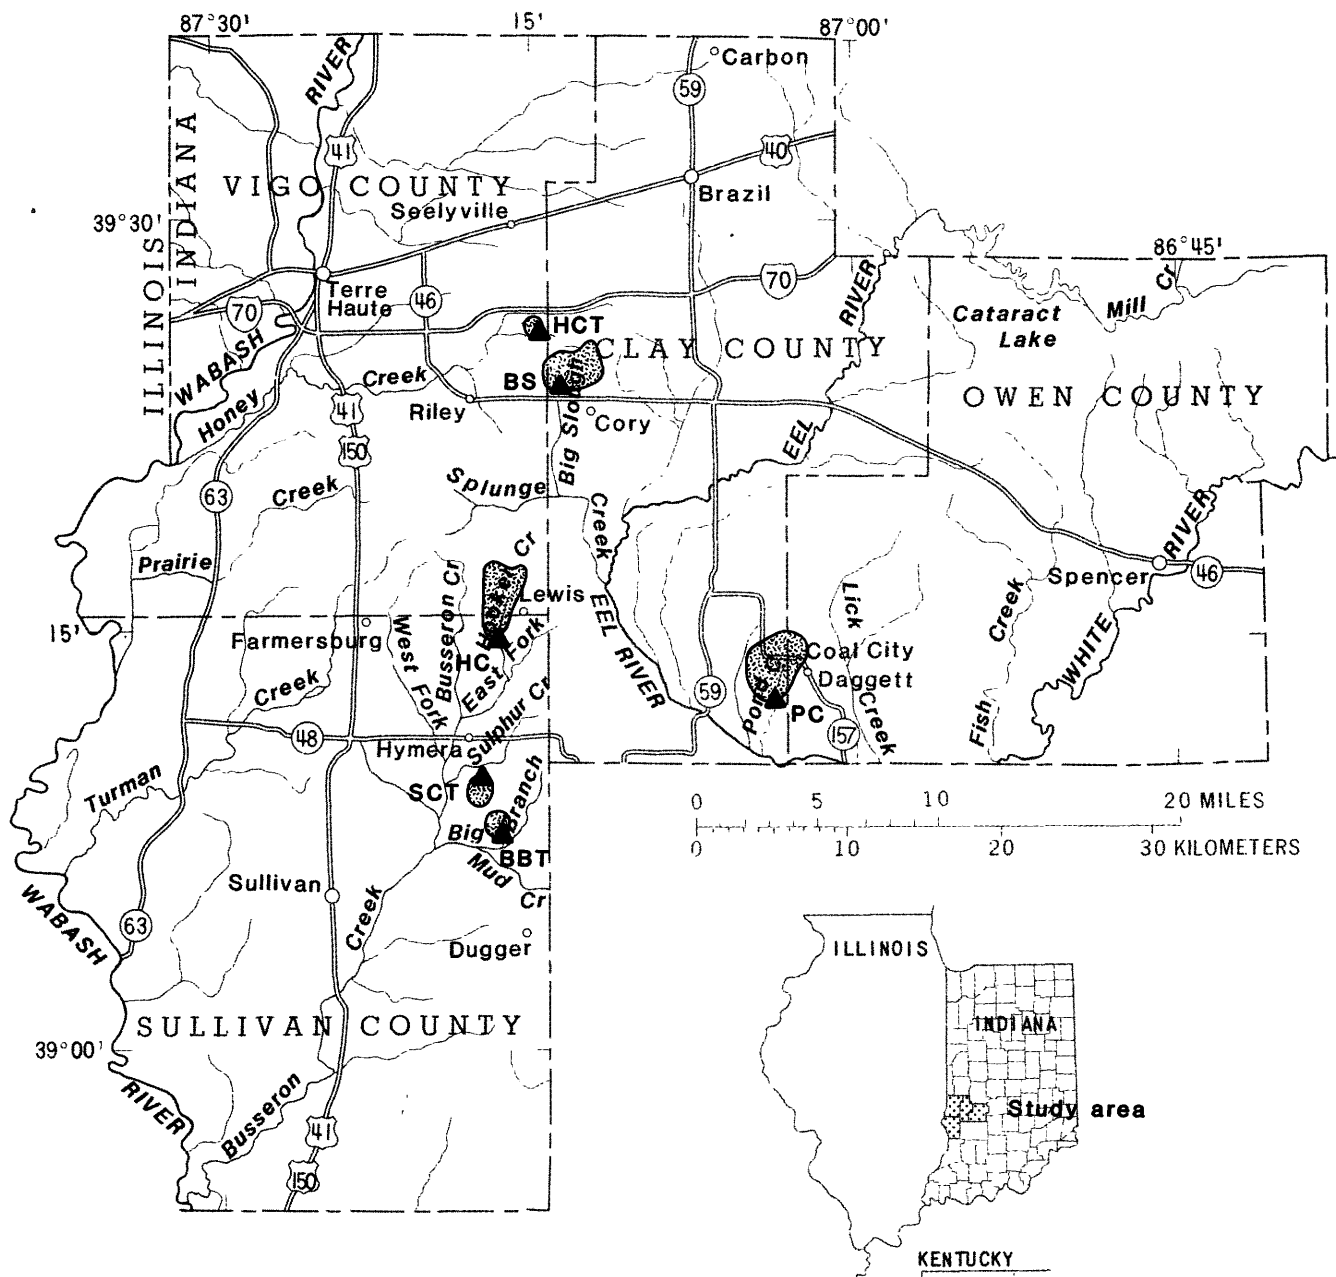 87°30'
15'
87°00'
RIVER
Carbon
59
41
40
ILLINOIS
INDIANA
VIGO COUNTY
Seelyville
Brazil
39°30'
86°45'
Terre
Haute
46
70
70
RIVER
Cataract
Lake
Mill Cr
HCT
WABASH
CLAY COUNTY
BS
Creek
Honey
41
Riley
Big Slough
Cory
OWEN COUNTY
EEL
150
63
Creek
Splunge
Creek
Prairie
Cr
Lewis
RIVER
Spencer
46
15'
Farmersburg
West Fork
Busseron Cr
HC
East Fork
EEL RIVER
Lick
Creek
Coal City
Daggett
Creek
Fish
WHITE
Creek
59
Pond
PC
157
48
Hymera
Sulphur Cr
Turman
SCT
Big Branch
BBT
Mud
Cr
0 5 10 20 MILES
0 10 20 30 KILOMETERS
WABASH
Sullivan
Creek
63
Dugger
ILLINOIS
SULLIVAN COUNTY
INDIANA
39°00'
RIVER
Busseron
41
150
Study area
KENTUCKY